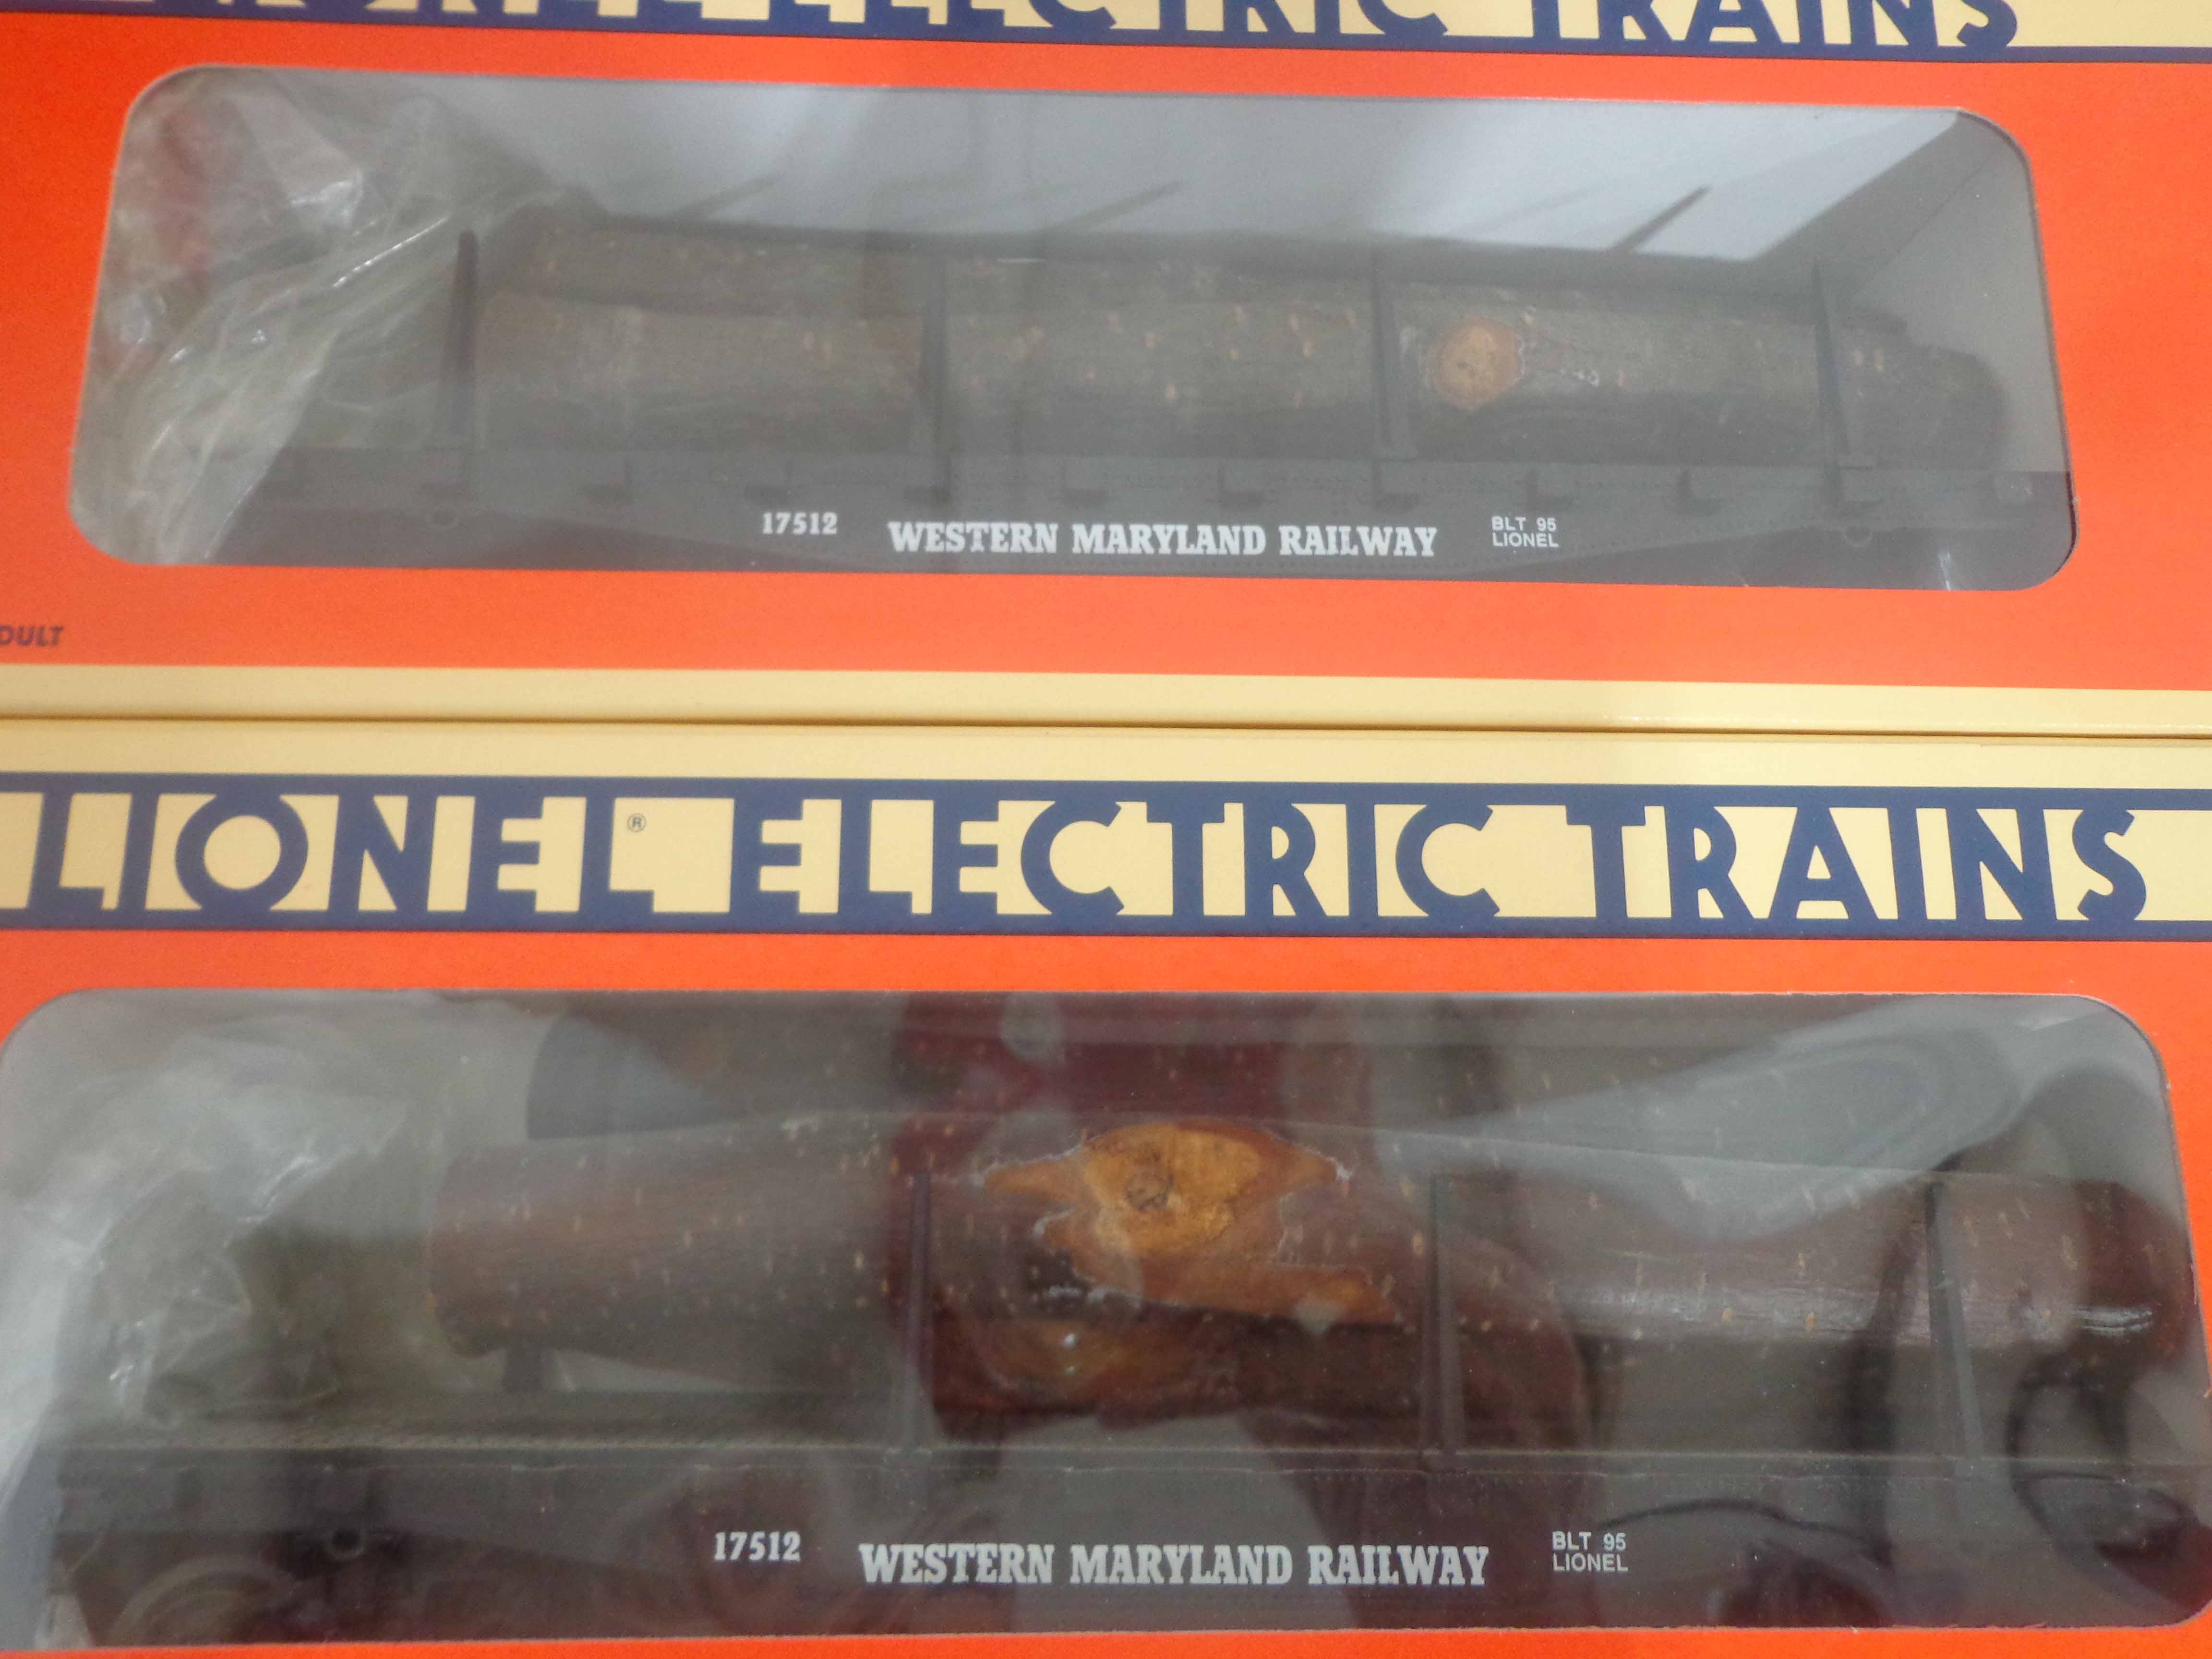 ELECTRIC TRAINS
17512 WESTERN MARYLAND RAILWAY BLT 95
LIONEL
DULT
LIONEL® ELECTRIC TRAINS
17512 WESTERN MARYLAND RAILWAY BLT 95
LIONEL